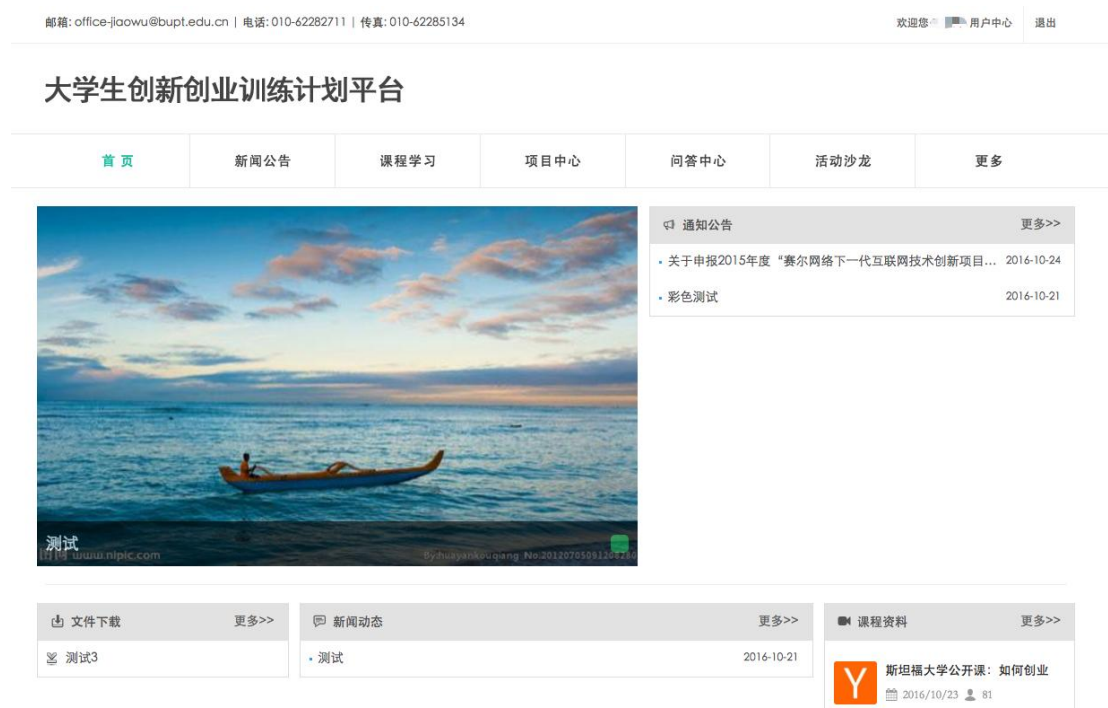 邮箱: office-jiaowu@bupt.edu.cn | 电话: 010-62282711 | 传真: 010-62285134
欢迎您 用户中心 退出
大学生创新创业训练计划平台
首 页 新闻公告 课程学习 项目中心 问答中心 活动沙龙 更多
通知公告 更多>>
关于申报2015年度“赛尔网络下一代互联网技术创新项目... 2016-10-24
彩色测试 2016-10-21
测试
www.nipic.com
文件下载 更多>>
测试3
新闻动态 更多>>
测试 2016-10-21
课程资料 更多>>
Y
斯坦福大学公开课：如何创业
2016/10/23 81